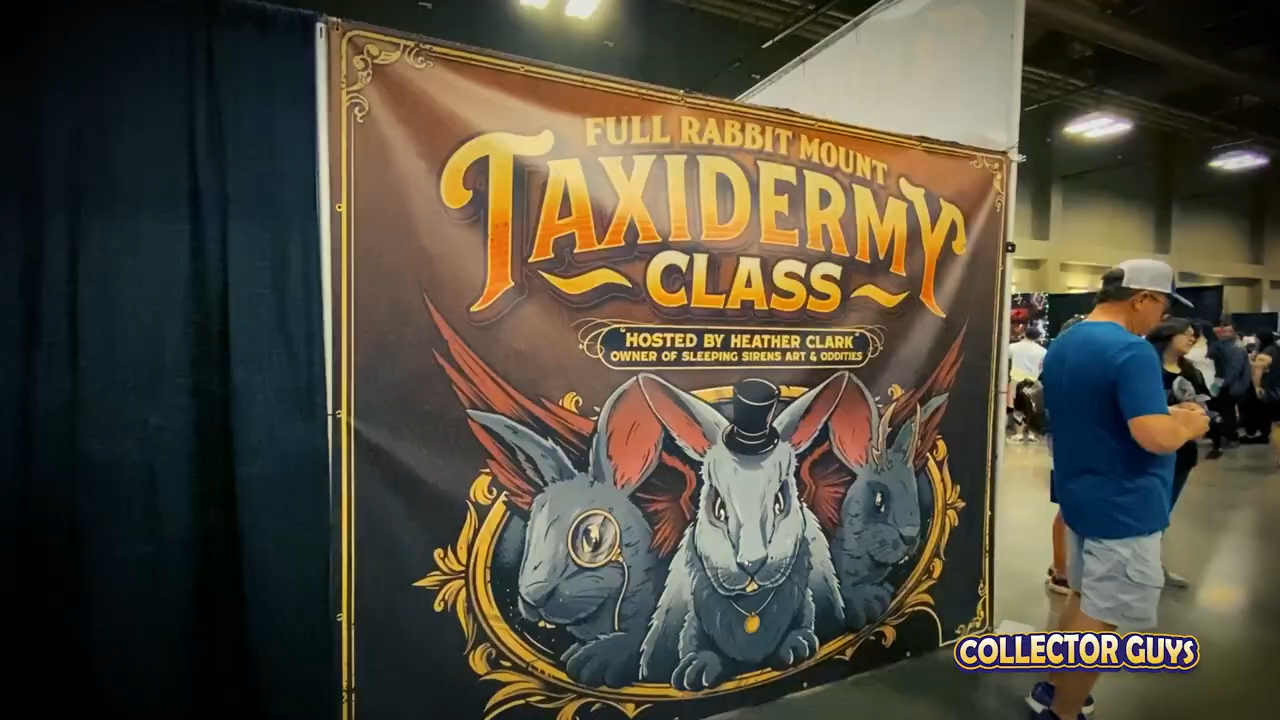 FULL RABBIT MOUNT
TAXIDERMY
CLASS
"HOSTED BY HEATHER CLARK"
OWNER OF SLEEPING SIRENS ART & ODDITIES
COLLECTOR GUYS